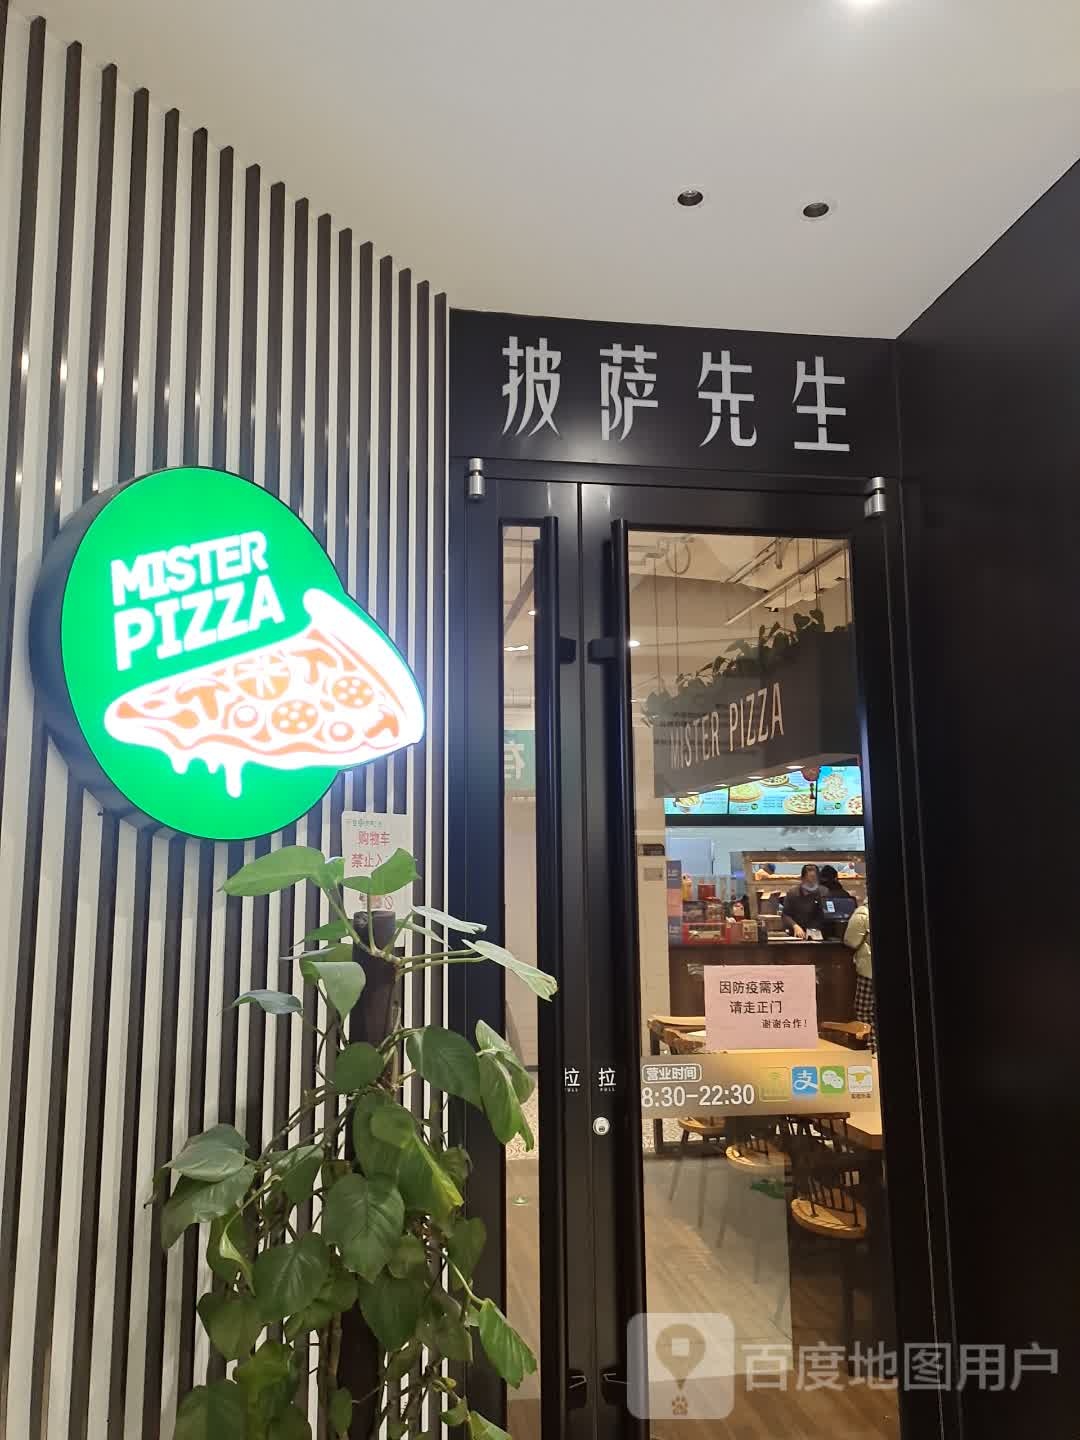 披萨先生
MISTER
PIZZA
MISTER PIZZA
购物车
禁止入
因防疫需求
请走正门
谢谢合作！
营业时间
8:30-22:30
拉
PULL
拉
PULL
百度地图用户